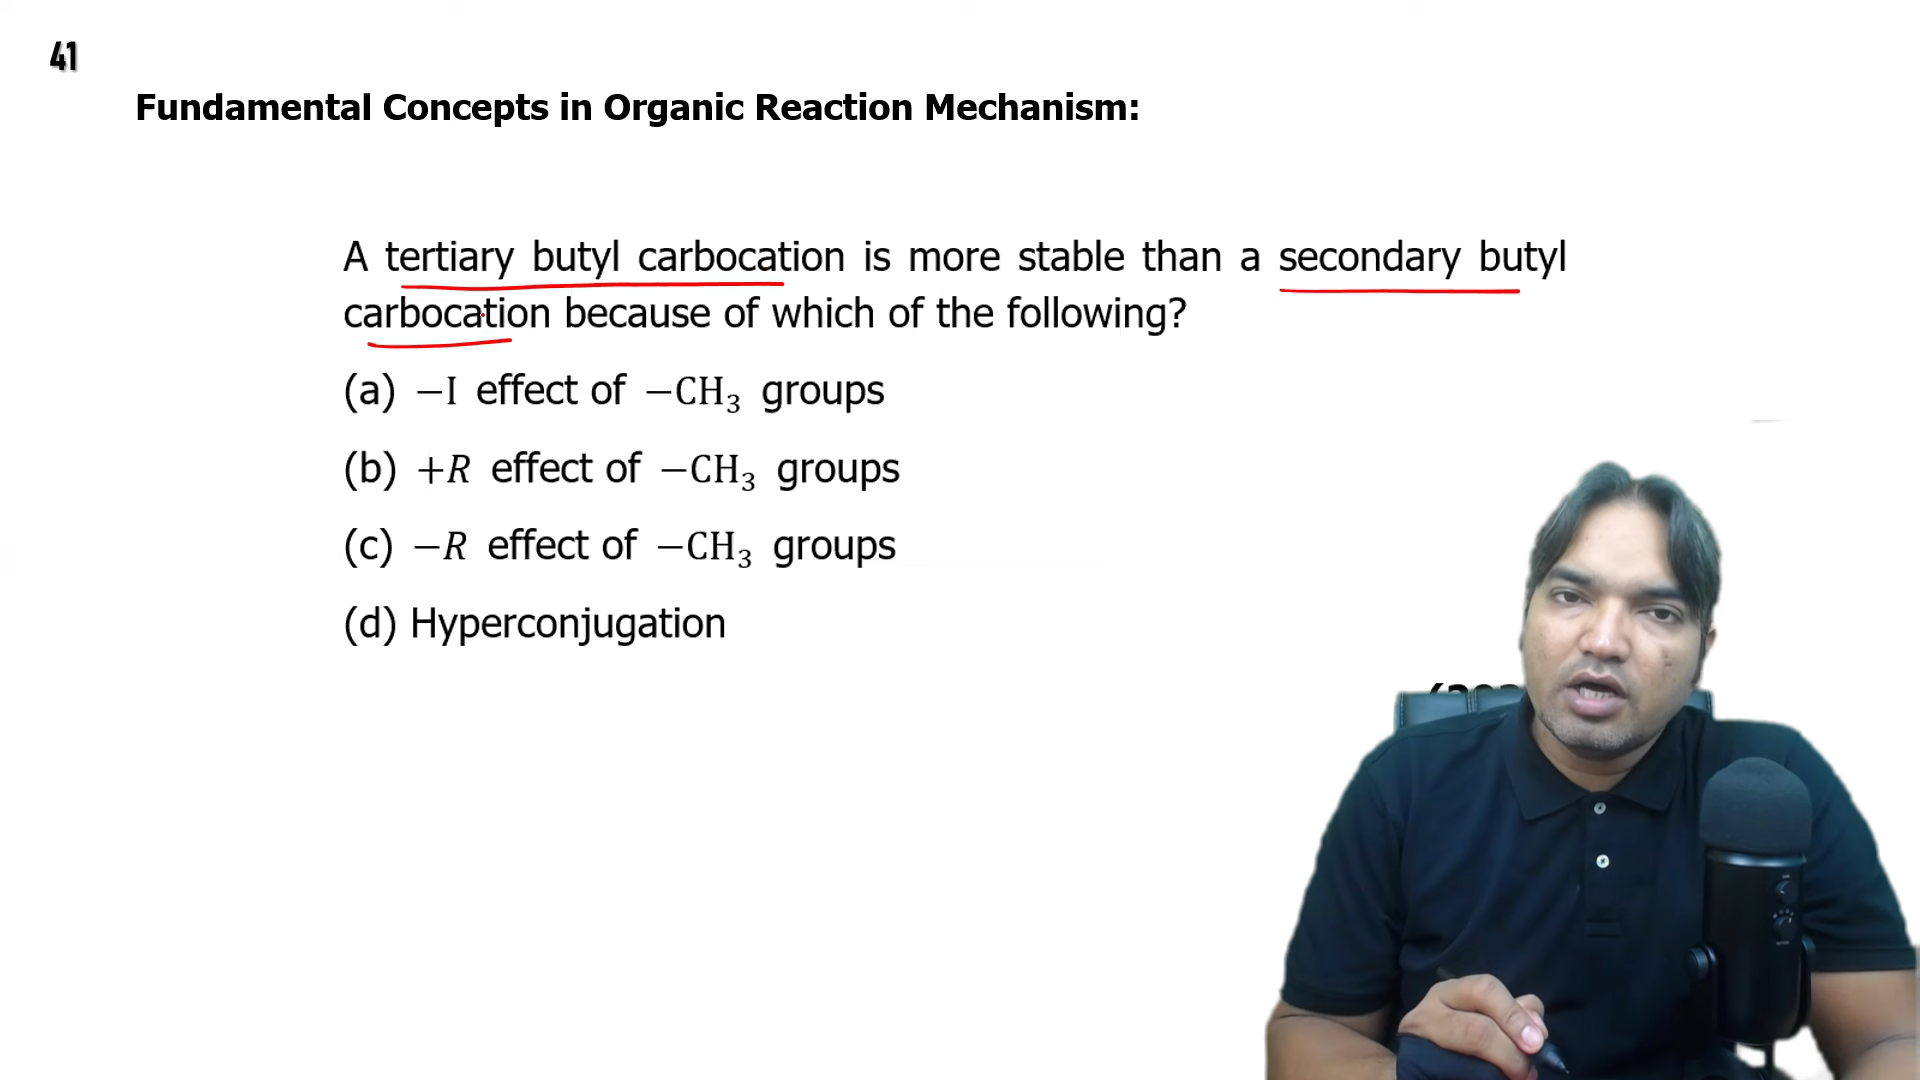 41
Fundamental Concepts in Organic Reaction Mechanism:
A tertiary butyl carbocation is more stable than a secondary butyl
carbocation because of which of the following?
(a) −I effect of −CH₃ groups
(b) +R effect of −CH₃ groups
(c) −R effect of −CH₃ groups
(d) Hyperconjugation